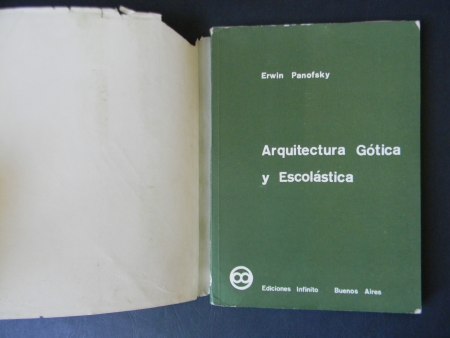 Erwin Panofsky
Arquitectura Gótica
y Escolástica
Ediciones Infinito Buenos Aires